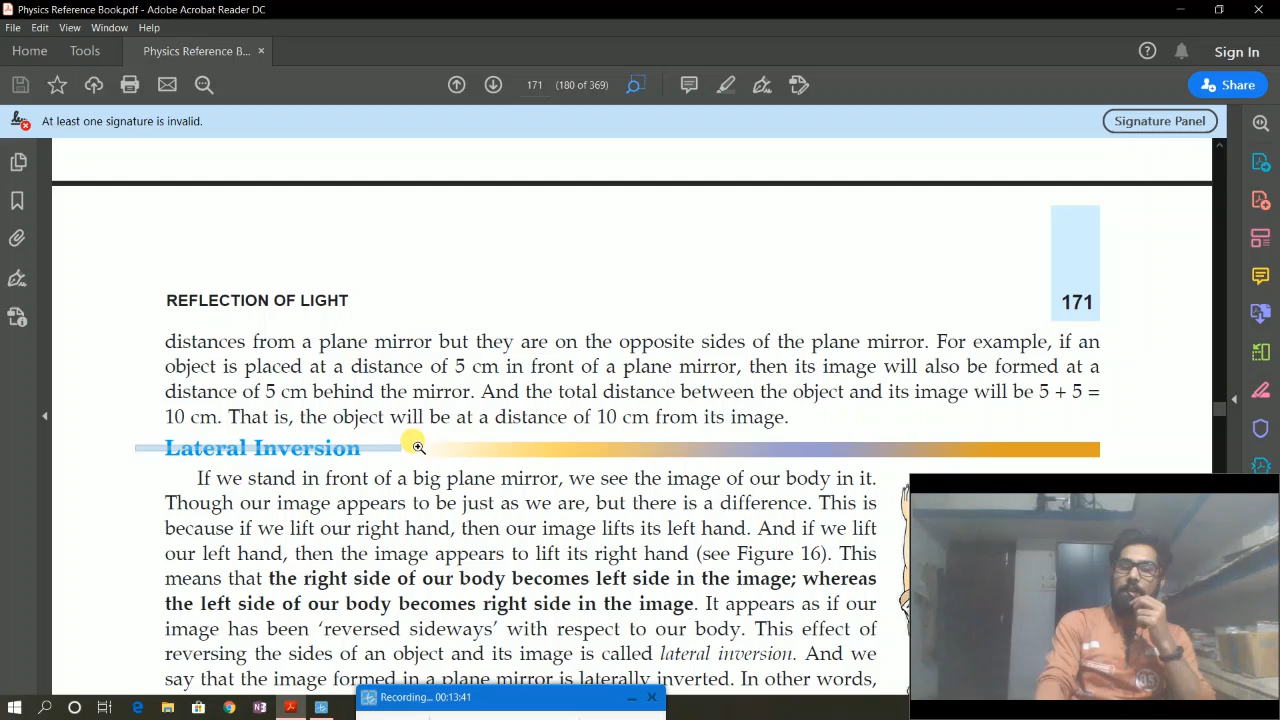 Physics Reference Book.pdf - Adobe Acrobat Reader DC
File Edit View Window Help
Home Tools Physics Reference B... × Sign In
171 (180 of 369) Share
At least one signature is invalid. Signature Panel
171
REFLECTION OF LIGHT
distances from a plane mirror but they are on the opposite sides of the plane mirror. For example, if an
object is placed at a distance of 5 cm in front of a plane mirror, then its image will also be formed at a
distance of 5 cm behind the mirror. And the total distance between the object and its image will be 5 + 5 =
10 cm. That is, the object will be at a distance of 10 cm from its image.
Lateral Inversion
If we stand in front of a big plane mirror, we see the image of our body in it.
Though our image appears to be just as we are, but there is a difference. This is
because if we lift our right hand, then our image lifts its left hand. And if we lift
our left hand, then the image appears to lift its right hand (see Figure 16). This
means that the right side of our body becomes left side in the image; whereas
the left side of our body becomes right side in the image. It appears as if our
image has been ‘reversed sideways’ with respect to our body. This effect of
reversing the sides of an object and its image is called lateral inversion. And we
say that the image formed in a plane mirror is laterally inverted. In other words,
Recording... 00:13:41